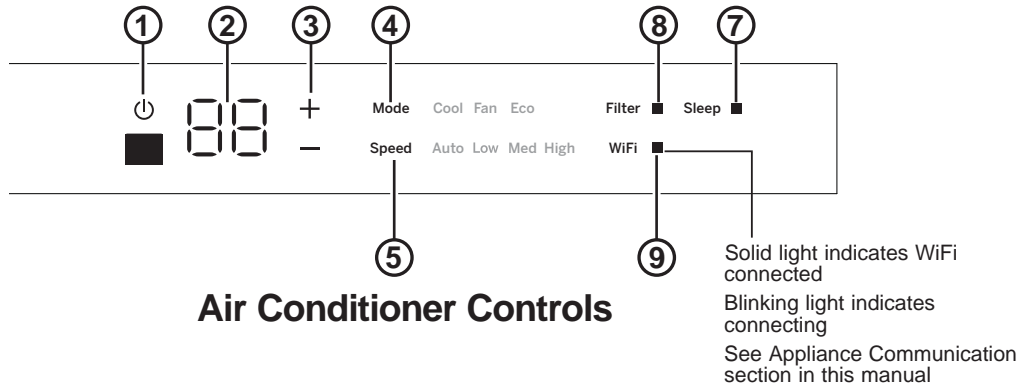 1 2 3 4 8 7
88
+ Mode Cool Fan Eco Filter Sleep
− Speed Auto Low Med High WiFi
5 9
Solid light indicates WiFi
connected
Blinking light indicates
connecting
See Appliance Communication
section in this manual
Air Conditioner Controls